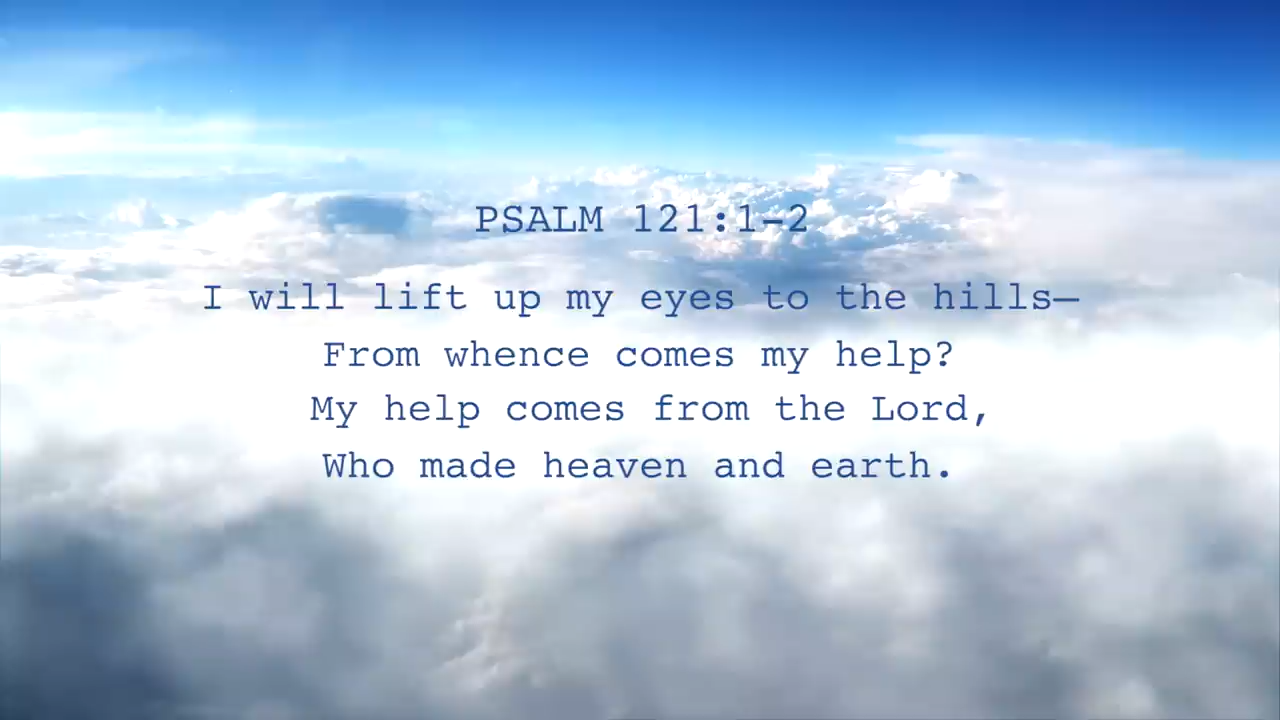 PSALM 121:1-2
I will lift up my eyes to the hills—
From whence comes my help?
My help comes from the Lord,
Who made heaven and earth.